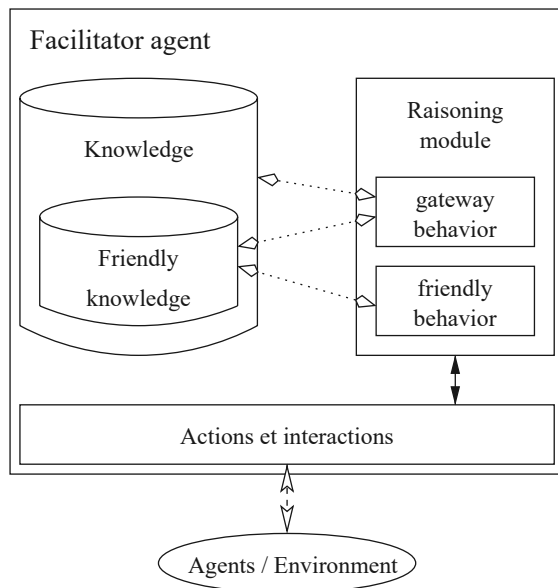 Facilitator agent
Knowledge
Friendly
knowledge
Raisoning
module
gateway
behavior
friendly
behavior
Actions et interactions
Agents / Environment